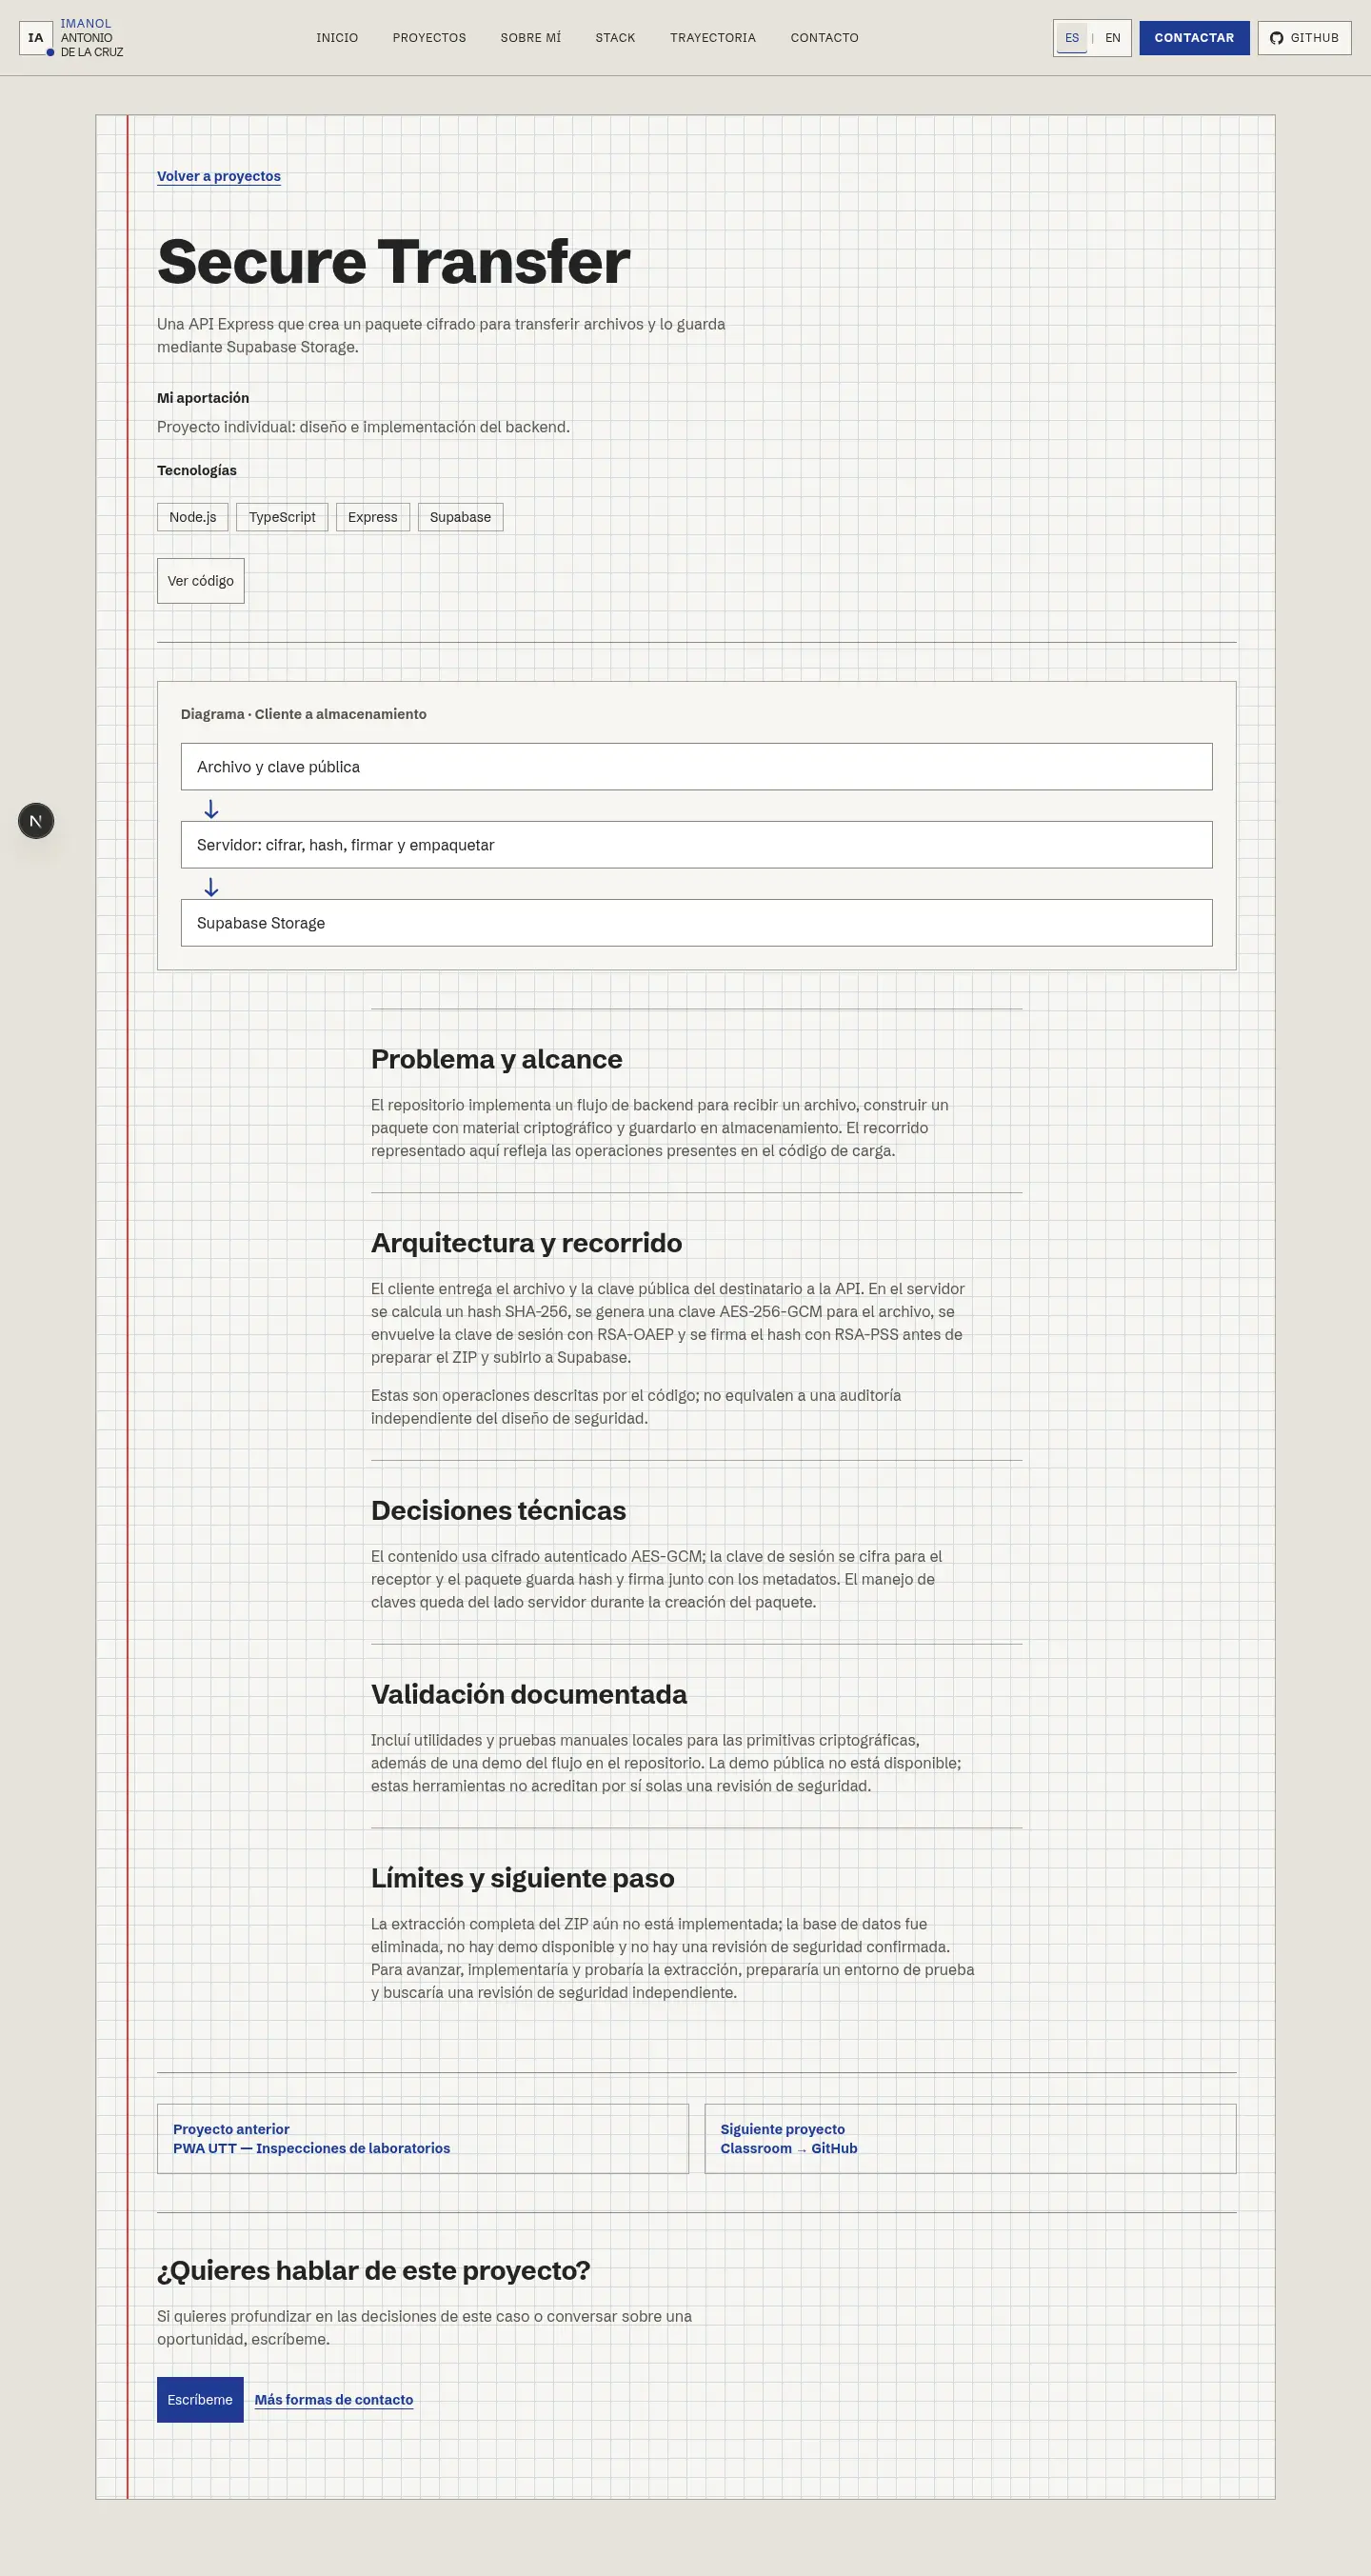 IA
IMANOL
ANTONIO
DE LA CRUZ
INICIO
PROYECTOS
SOBRE MÍ
STACK
TRAYECTORIA
CONTACTO
ES | EN
CONTACTAR
GITHUB
Volver a proyectos
Secure Transfer
Una API Express que crea un paquete cifrado para transferir archivos y lo guarda
mediante Supabase Storage.
Mi aportación
Proyecto individual: diseño e implementación del backend.
Tecnologías
Node.js
TypeScript
Express
Supabase
Ver código
Diagrama · Cliente a almacenamiento
Archivo y clave pública
↓
Servidor: cifrar, hash, firmar y empaquetar
↓
Supabase Storage
N
Problema y alcance
El repositorio implementa un flujo de backend para recibir un archivo, construir un
paquete con material criptográfico y guardarlo en almacenamiento. El recorrido
representado aquí refleja las operaciones presentes en el código de carga.
Arquitectura y recorrido
El cliente entrega el archivo y la clave pública del destinatario a la API. En el servidor
se calcula un hash SHA-256, se genera una clave AES-256-GCM para el archivo, se
envuelve la clave de sesión con RSA-OAEP y se firma el hash con RSA-PSS antes de
preparar el ZIP y subirlo a Supabase.
Estas son operaciones descritas por el código; no equivalen a una auditoría
independiente del diseño de seguridad.
Decisiones técnicas
El contenido usa cifrado autenticado AES-GCM; la clave de sesión se cifra para el
receptor y el paquete guarda hash y firma junto con los metadatos. El manejo de
claves queda del lado servidor durante la creación del paquete.
Validación documentada
Incluí utilidades y pruebas manuales locales para las primitivas criptográficas,
además de una demo del flujo en el repositorio. La demo pública no está disponible;
estas herramientas no acreditan por sí solas una revisión de seguridad.
Límites y siguiente paso
La extracción completa del ZIP aún no está implementada; la base de datos fue
eliminada, no hay demo disponible y no hay una revisión de seguridad confirmada.
Para avanzar, implementaría y probaría la extracción, prepararía un entorno de prueba
y buscaría una revisión de seguridad independiente.
Proyecto anterior
PWA UTT — Inspecciones de laboratorios
Siguiente proyecto
Classroom → GitHub
¿Quieres hablar de este proyecto?
Si quieres profundizar en las decisiones de este caso o conversar sobre una
oportunidad, escríbeme.
Escríbeme
Más formas de contacto